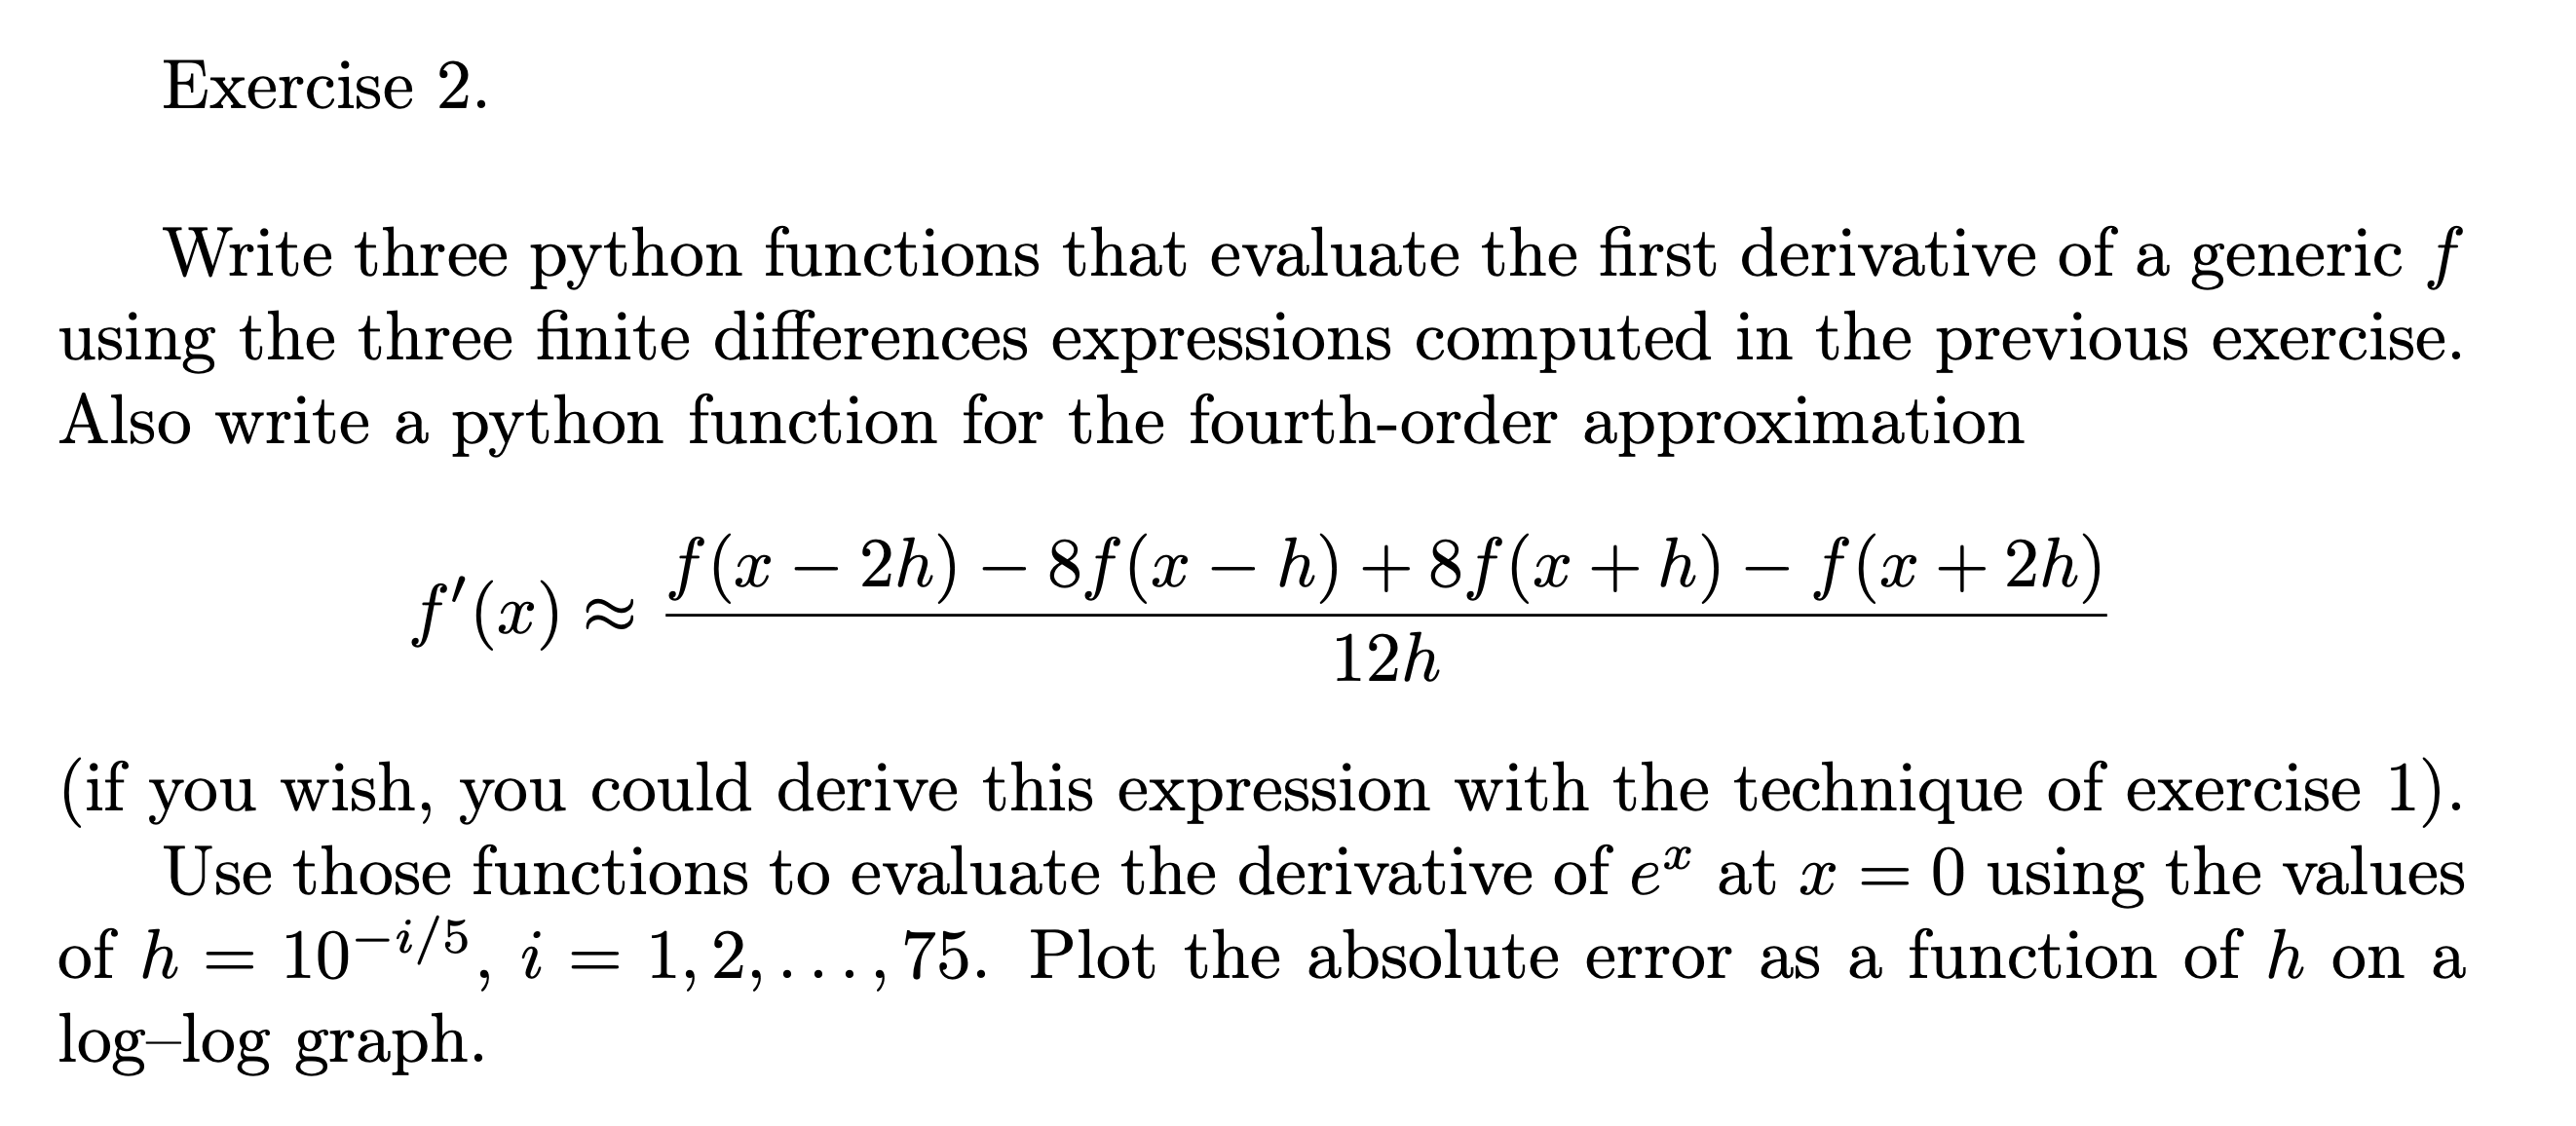 Exercise 2.
Write three python functions that evaluate the first derivative of a generic f
using the three finite differences expressions computed in the previous exercise.
Also write a python function for the fourth-order approximation
f′(x) ≈ \frac{f(x − 2h) − 8f(x − h) + 8f(x + h) − f(x + 2h)}{12h}
(if you wish, you could derive this expression with the technique of exercise 1).
Use those functions to evaluate the derivative of e^x at x = 0 using the values
of h = 10^{−i/5}, i = 1, 2, . . . , 75. Plot the absolute error as a function of h on a
log–log graph.